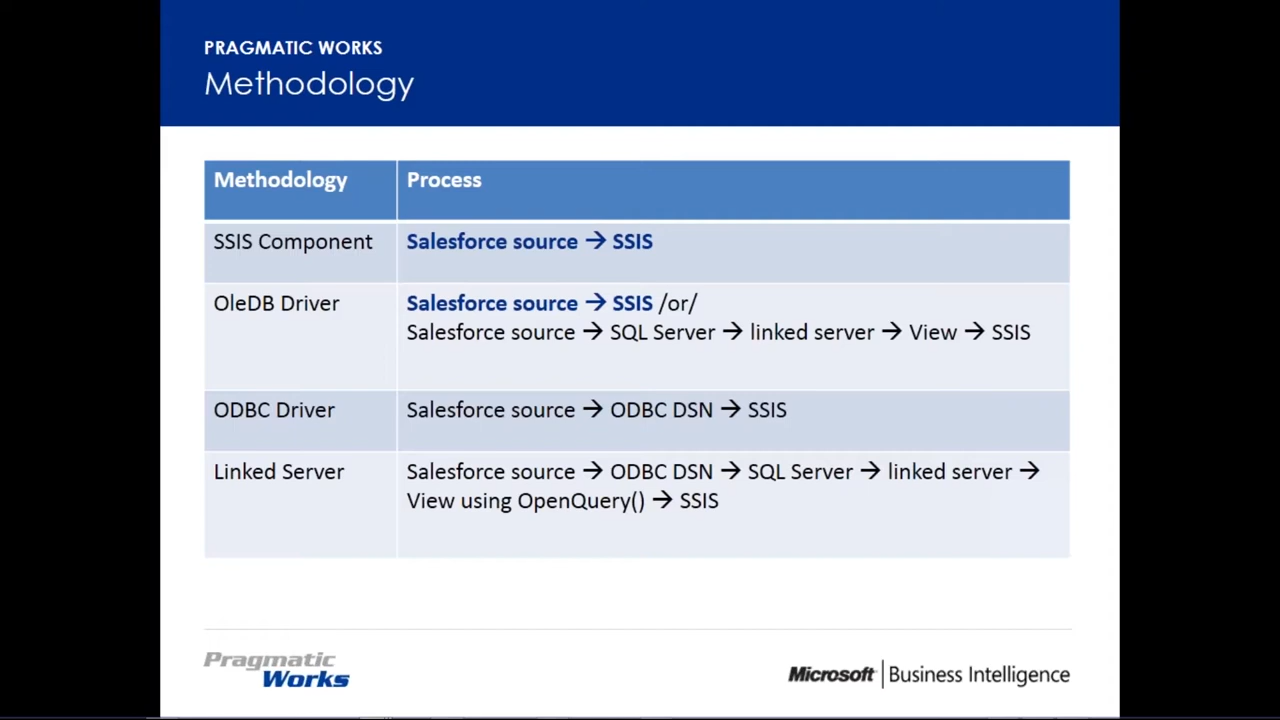 PRAGMATIC WORKS
Methodology
Methodology
Process
SSIS Component
Salesforce source → SSIS
OleDB Driver
Salesforce source → SSIS /or/
Salesforce source → SQL Server → linked server → View → SSIS
ODBC Driver
Salesforce source → ODBC DSN → SSIS
Linked Server
Salesforce source → ODBC DSN → SQL Server → linked server →
View using OpenQuery() → SSIS
Pragmatic
Works
Microsoft | Business Intelligence